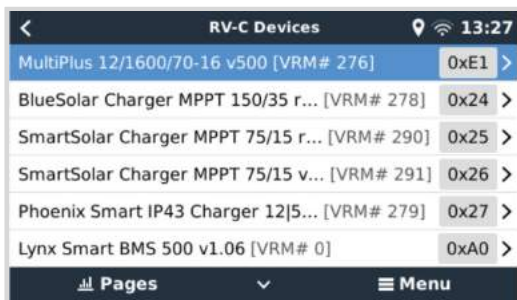 RV-C Devices 13:27
MultiPlus 12/1600/70-16 v500 [VRM# 276] 0xE1
BlueSolar Charger MPPT 150/35 r... [VRM# 278] 0x24
SmartSolar Charger MPPT 75/15 r... [VRM# 290] 0x25
SmartSolar Charger MPPT 75/15 v... [VRM# 291] 0x26
Phoenix Smart IP43 Charger 12|5... [VRM# 279] 0x27
Lynx Smart BMS 500 v1.06 [VRM# 0] 0xA0
Pages Menu